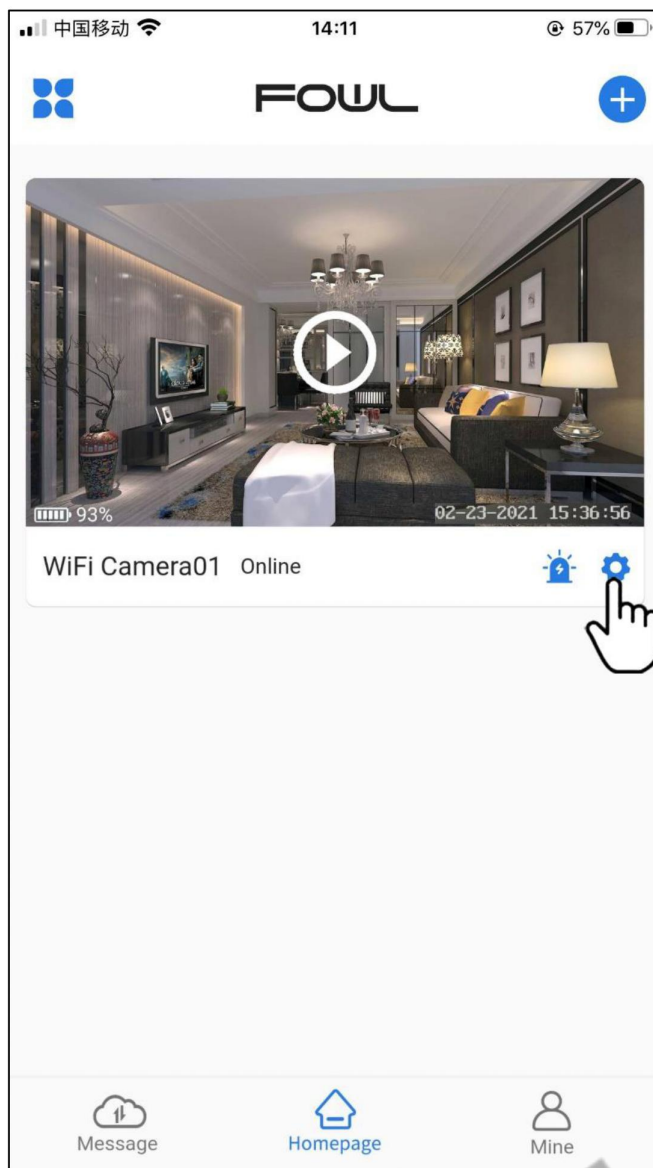 中国移动 14:11 57%
FOWL
93% 02-23-2021 15:36:56
WiFi Camera01 Online
Message Homepage Mine